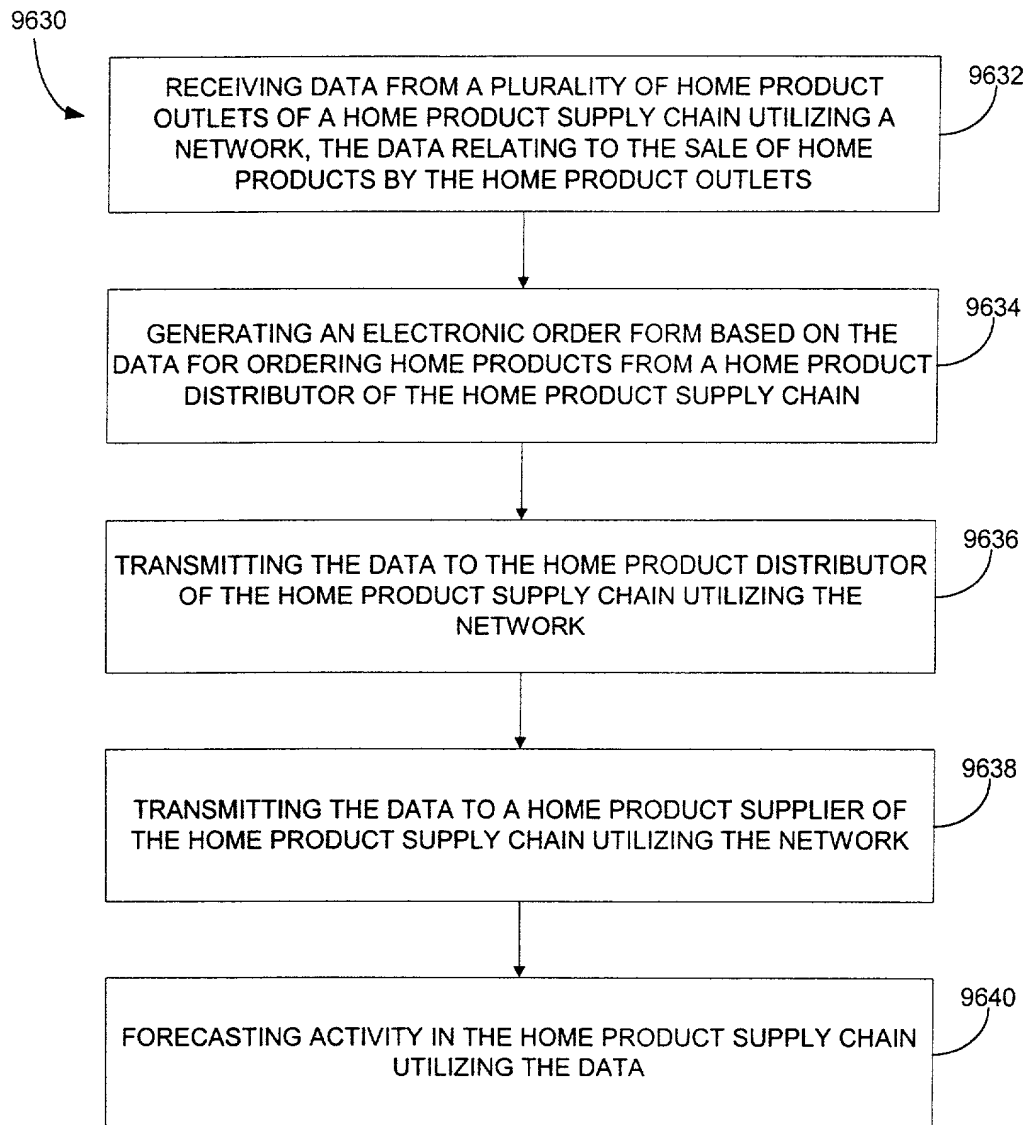 9630
9632
RECEIVING DATA FROM A PLURALITY OF HOME PRODUCT
OUTLETS OF A HOME PRODUCT SUPPLY CHAIN UTILIZING A
NETWORK, THE DATA RELATING TO THE SALE OF HOME
PRODUCTS BY THE HOME PRODUCT OUTLETS
9634
GENERATING AN ELECTRONIC ORDER FORM BASED ON THE
DATA FOR ORDERING HOME PRODUCTS FROM A HOME PRODUCT
DISTRIBUTOR OF THE HOME PRODUCT SUPPLY CHAIN
9636
TRANSMITTING THE DATA TO THE HOME PRODUCT DISTRIBUTOR
OF THE HOME PRODUCT SUPPLY CHAIN UTILIZING THE
NETWORK
9638
TRANSMITTING THE DATA TO A HOME PRODUCT SUPPLIER OF
THE HOME PRODUCT SUPPLY CHAIN UTILIZING THE NETWORK
9640
FORECASTING ACTIVITY IN THE HOME PRODUCT SUPPLY CHAIN
UTILIZING THE DATA